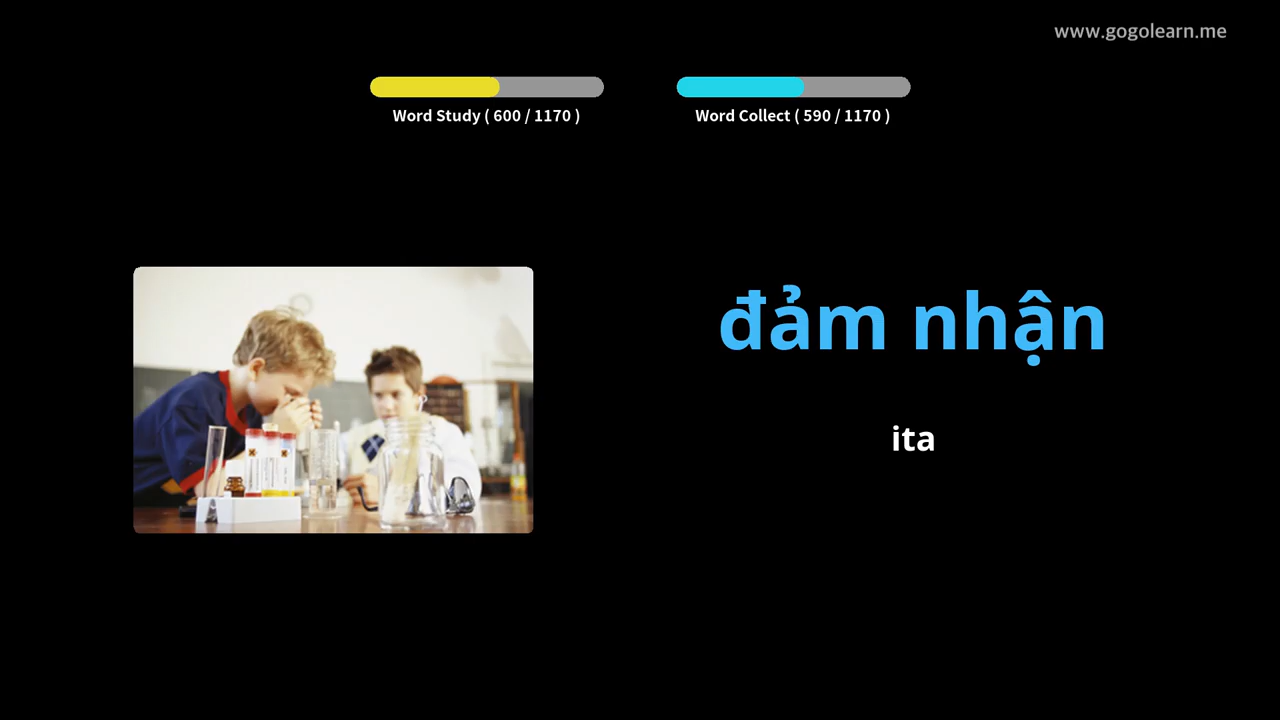 www.gogolearn.me
Word Study ( 600 / 1170 )
Word Collect ( 590 / 1170 )
đảm nhận
ita